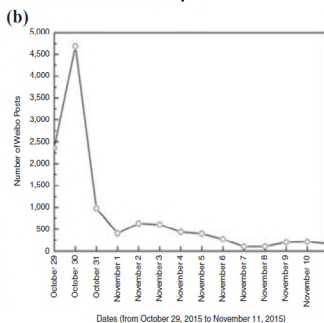 (b)
5,000
4,500
4,000
3,500
3,000
2,500
2,000
1,500
1,000
500
0
Number of Weibo Posts
October 29
October 30
October 31
November 1
November 2
November 3
November 4
November 5
November 6
November 7
November 8
November 9
November 10
Dates (from October 29, 2015 to November 11, 2015)